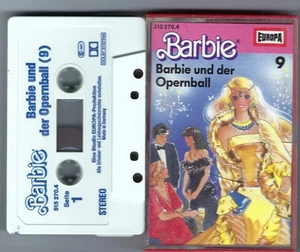 Barbie und
der Opernball (9)
Barbie
515 270.4
Seite
1
STEREO
Eine Studio EUROPA-Produktion
Made in Germany
315 270.4
EUROPA
Barbie
9
Barbie und der
Opernball